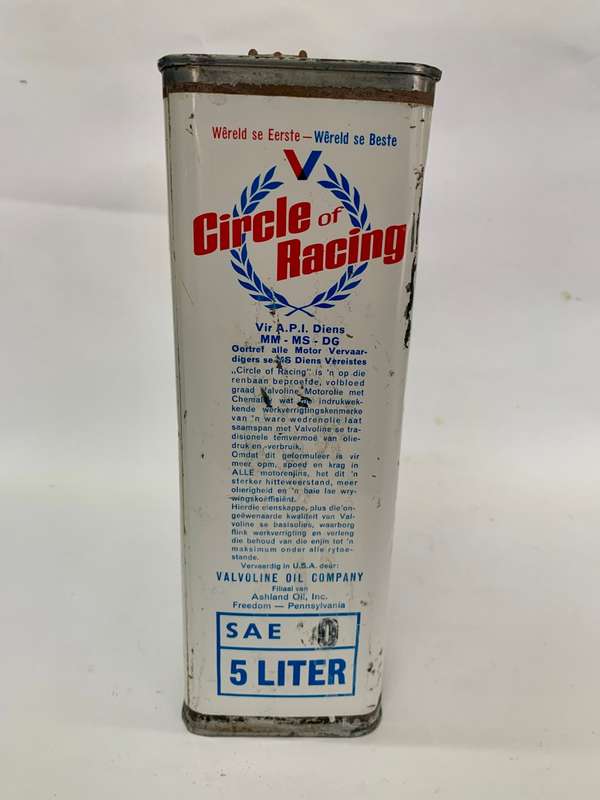 Wêreld se Eerste — Wêreld se Beste
V
Circle of
Racing
Vir A.P.I. Diens
MM - MS - DG
Oortref alle Motor Vervaar-
digers se MS Diens Vereistes
„Circle of Racing" is 'n op die
renbaan beproefde, volbloed
graad Valvoline Motorolie met
wat die indrukwek-
kende werkverrigtingskenmerke
van 'n ware wedrenolie laat
saamspan met Valvoline se tra-
disionele teenvermoë van olie-
druk en -verbruik.
Omdat dit geformuleer is vir
meer opm, spoed en krag in
ALLE motorenjins, het dit 'n
sterker hitteweerstand, meer
olierigheid en 'n baie lae wry-
wingskoëffisiënt.
Hierdie eienskappe, plus die on-
geëwenaarde kwaliteit van Val-
voline se basisolies, waarborg
flink werkverrigting en verleng
die behoud van die enjin tot 'n
maksimum onder alle rytoe-
stande.
Vervaardig in U.S.A. deur:
VALVOLINE OIL COMPANY
Filiaal van
Ashland Oil, Inc.
Freedom — Pennsylvania
SAE
5 LITER